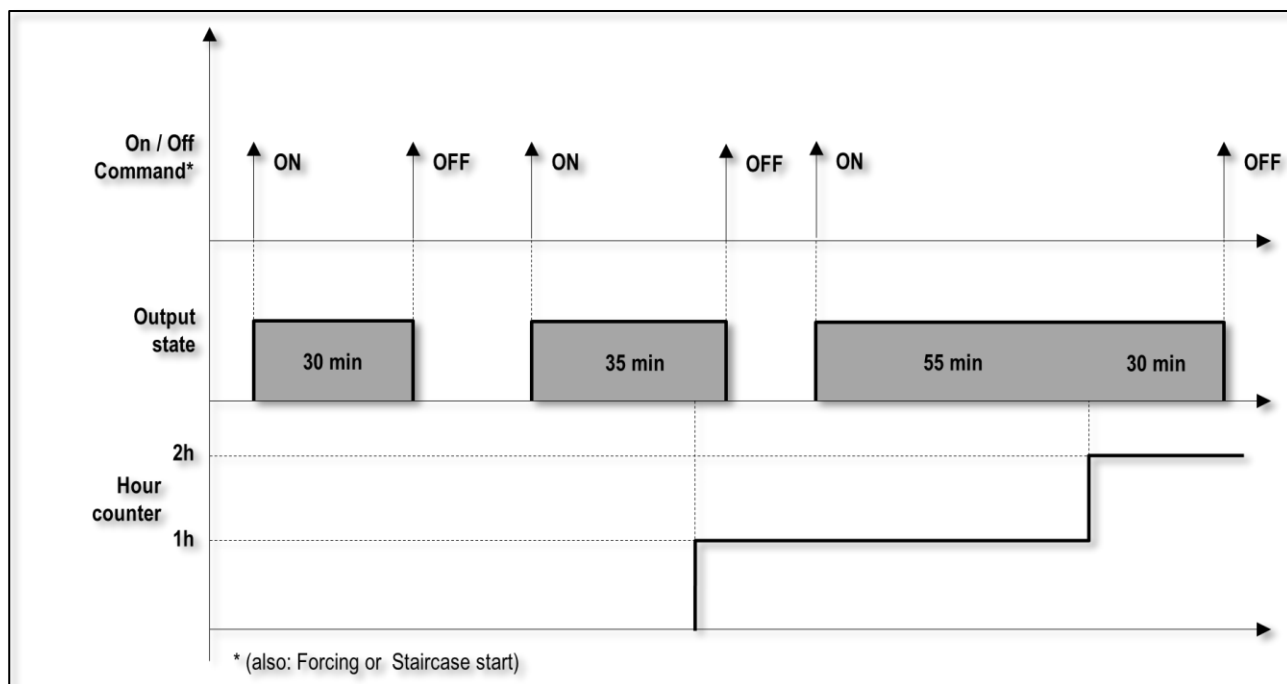 On / Off
Command*
ON
OFF
ON
OFF
ON
OFF
Output
state
30 min
35 min
55 min
30 min
2h
Hour
counter
1h
* (also: Forcing or Staircase start)